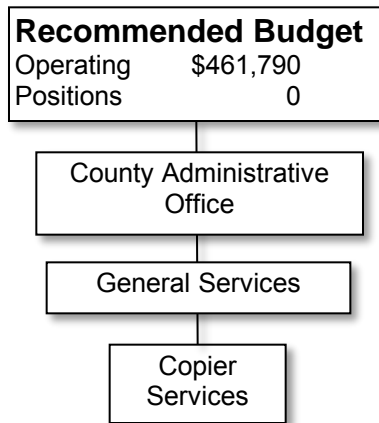 Recommended Budget
Operating $461,790
Positions 0
County Administrative
Office
General Services
Copier
Services